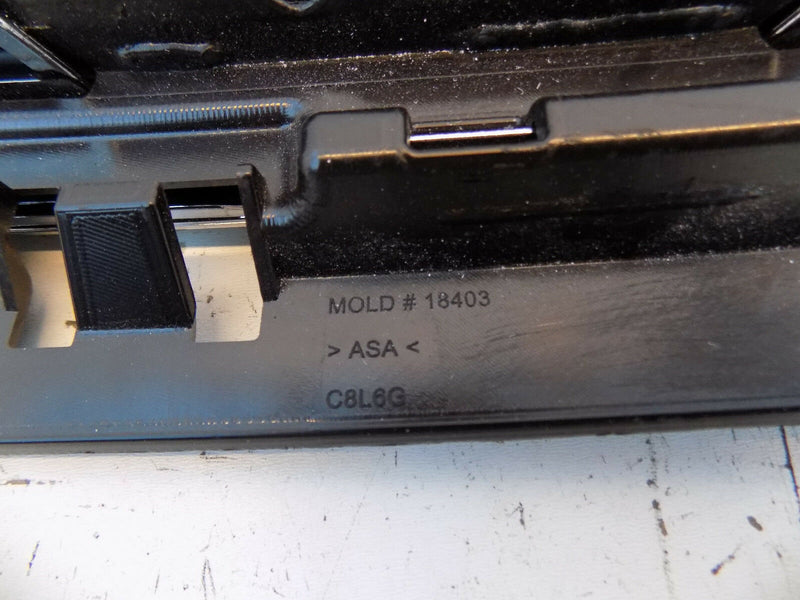 MOLD # 18403
> ASA <
C8L6G